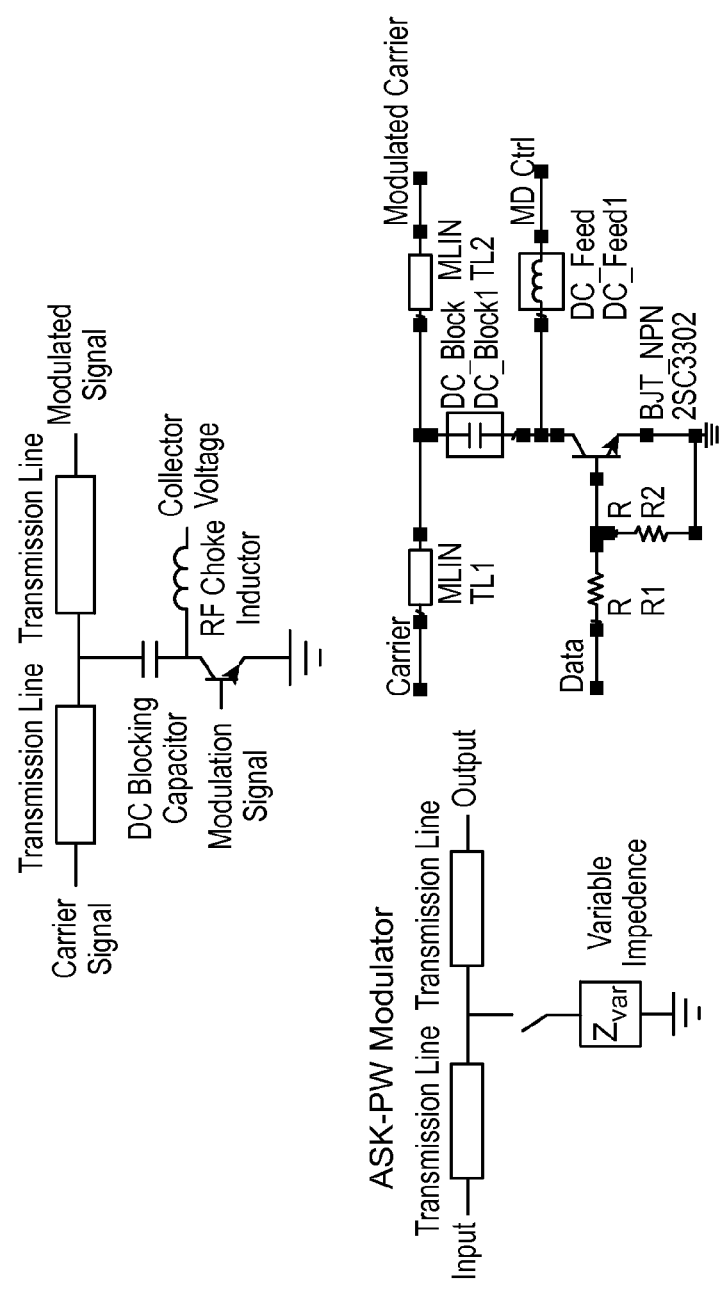 Transmission Line Transmission Line
Carrier
Signal
Modulated
Signal
DC Blocking
Capacitor
RF Choke
Inductor
Collector
Voltage
Modulation
Signal
ASK-PW Modulator
Transmission Line Transmission Line
Input
Output
Zvar
Variable
Impedence
Carrier
MLIN
TL1
MLIN
TL2
Modulated Carrier
DC_Block
DC_Block1
MD Ctrl
DC_Feed
DC_Feed1
Data
R
R1
R
R2
BJT_NPN
2SC3302